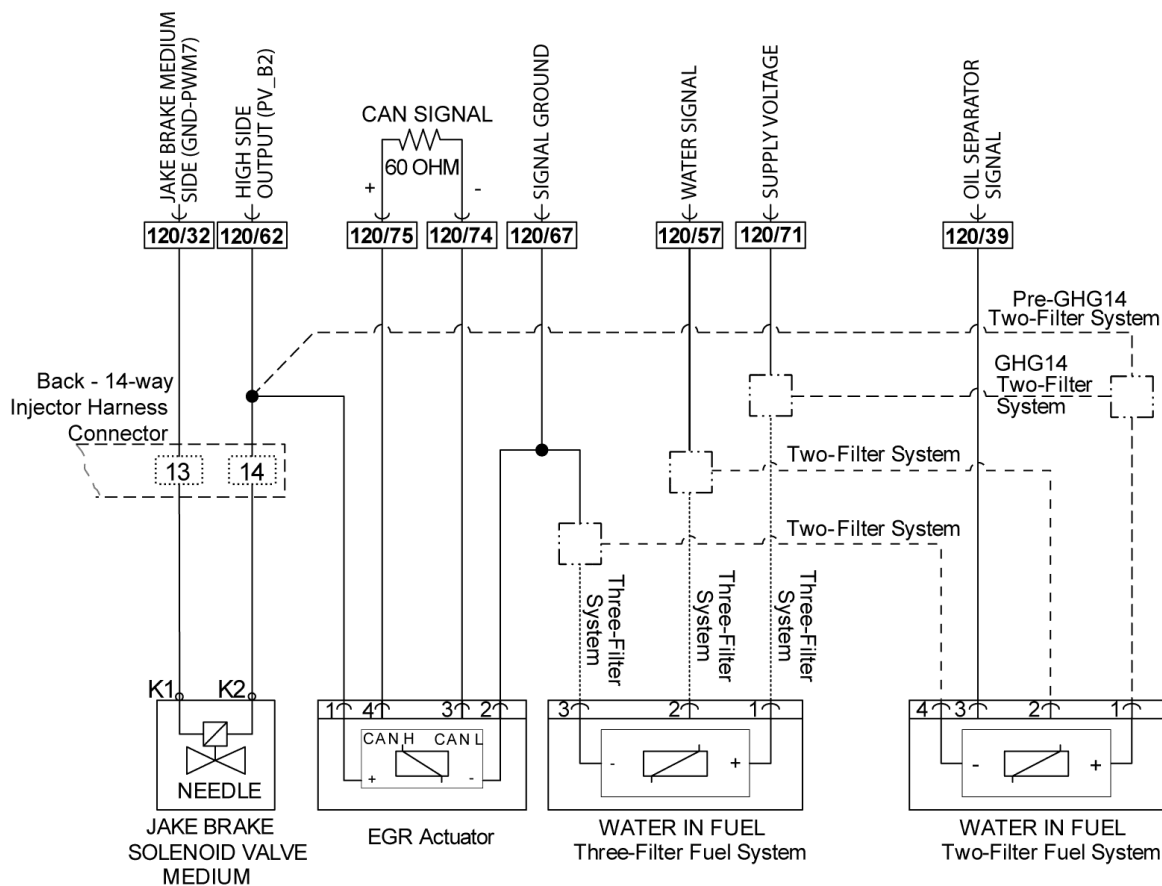 JAKE BRAKE MEDIUM
SIDE (GND-PWM7)
HIGH SIDE
OUTPUT (PV_B2)
CAN SIGNAL
60 OHM
+
-
SIGNAL GROUND
WATER SIGNAL
SUPPLY VOLTAGE
OIL SEPARATOR
SIGNAL
120/32
120/62
120/75
120/74
120/67
120/57
120/71
120/39
Pre-GHG14
Two-Filter System
GHG14
Two-Filter
System
Back - 14-way
Injector Harness
Connector
13
14
Two-Filter System
Two-Filter System
Three-Filter
System
Three-Filter
System
Three-Filter
System
K1
K2
1
4
3
2
3
2
1
4
3
2
1
CAN H
CAN L
+
-
-
+
-
+
NEEDLE
JAKE BRAKE
SOLENOID VALVE
MEDIUM
EGR Actuator
WATER IN FUEL
Three-Filter Fuel System
WATER IN FUEL
Two-Filter Fuel System